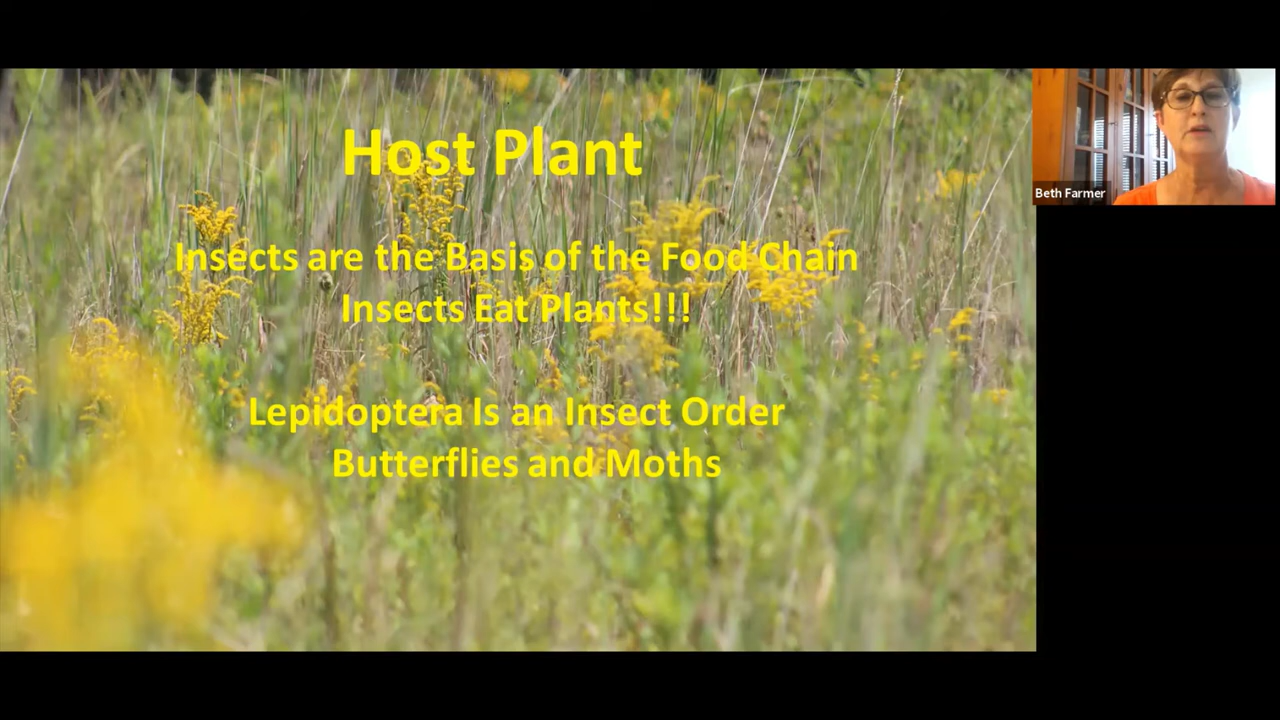 Host Plant
Insects are the Basis of the Food Chain
Insects Eat Plants!!!
Lepidoptera Is an Insect Order
Butterflies and Moths
Beth Farmer